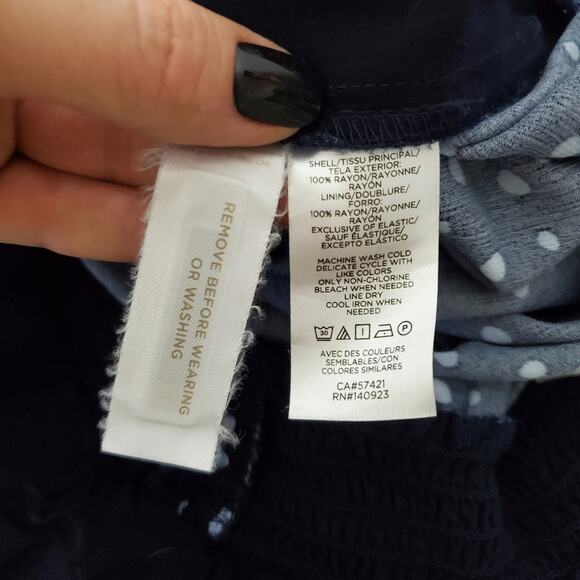 REMOVE BEFORE WEARING
OR WASHING
SHELL/TISSU PRINCIPAL/
TELA EXTERIOR:
100% RAYON/RAYONNE/
RAYÓN
LINING/DOUBLURE/
FORRO:
100% RAYON/RAYONNE/
RAYÓN
EXCLUSIVE OF ELASTIC/
SAUF ÉLASTIQUE/
EXCEPTO ELÁSTICO
MACHINE WASH COLD
DELICATE CYCLE WITH
LIKE COLORS
ONLY NON-CHLORINE
BLEACH WHEN NEEDED
LINE DRY
COOL IRON WHEN
NEEDED
30 P
AVEC DES COULEURS
SEMBLABLES/CON
COLORES SIMILARES
CA#57421
RN#140923